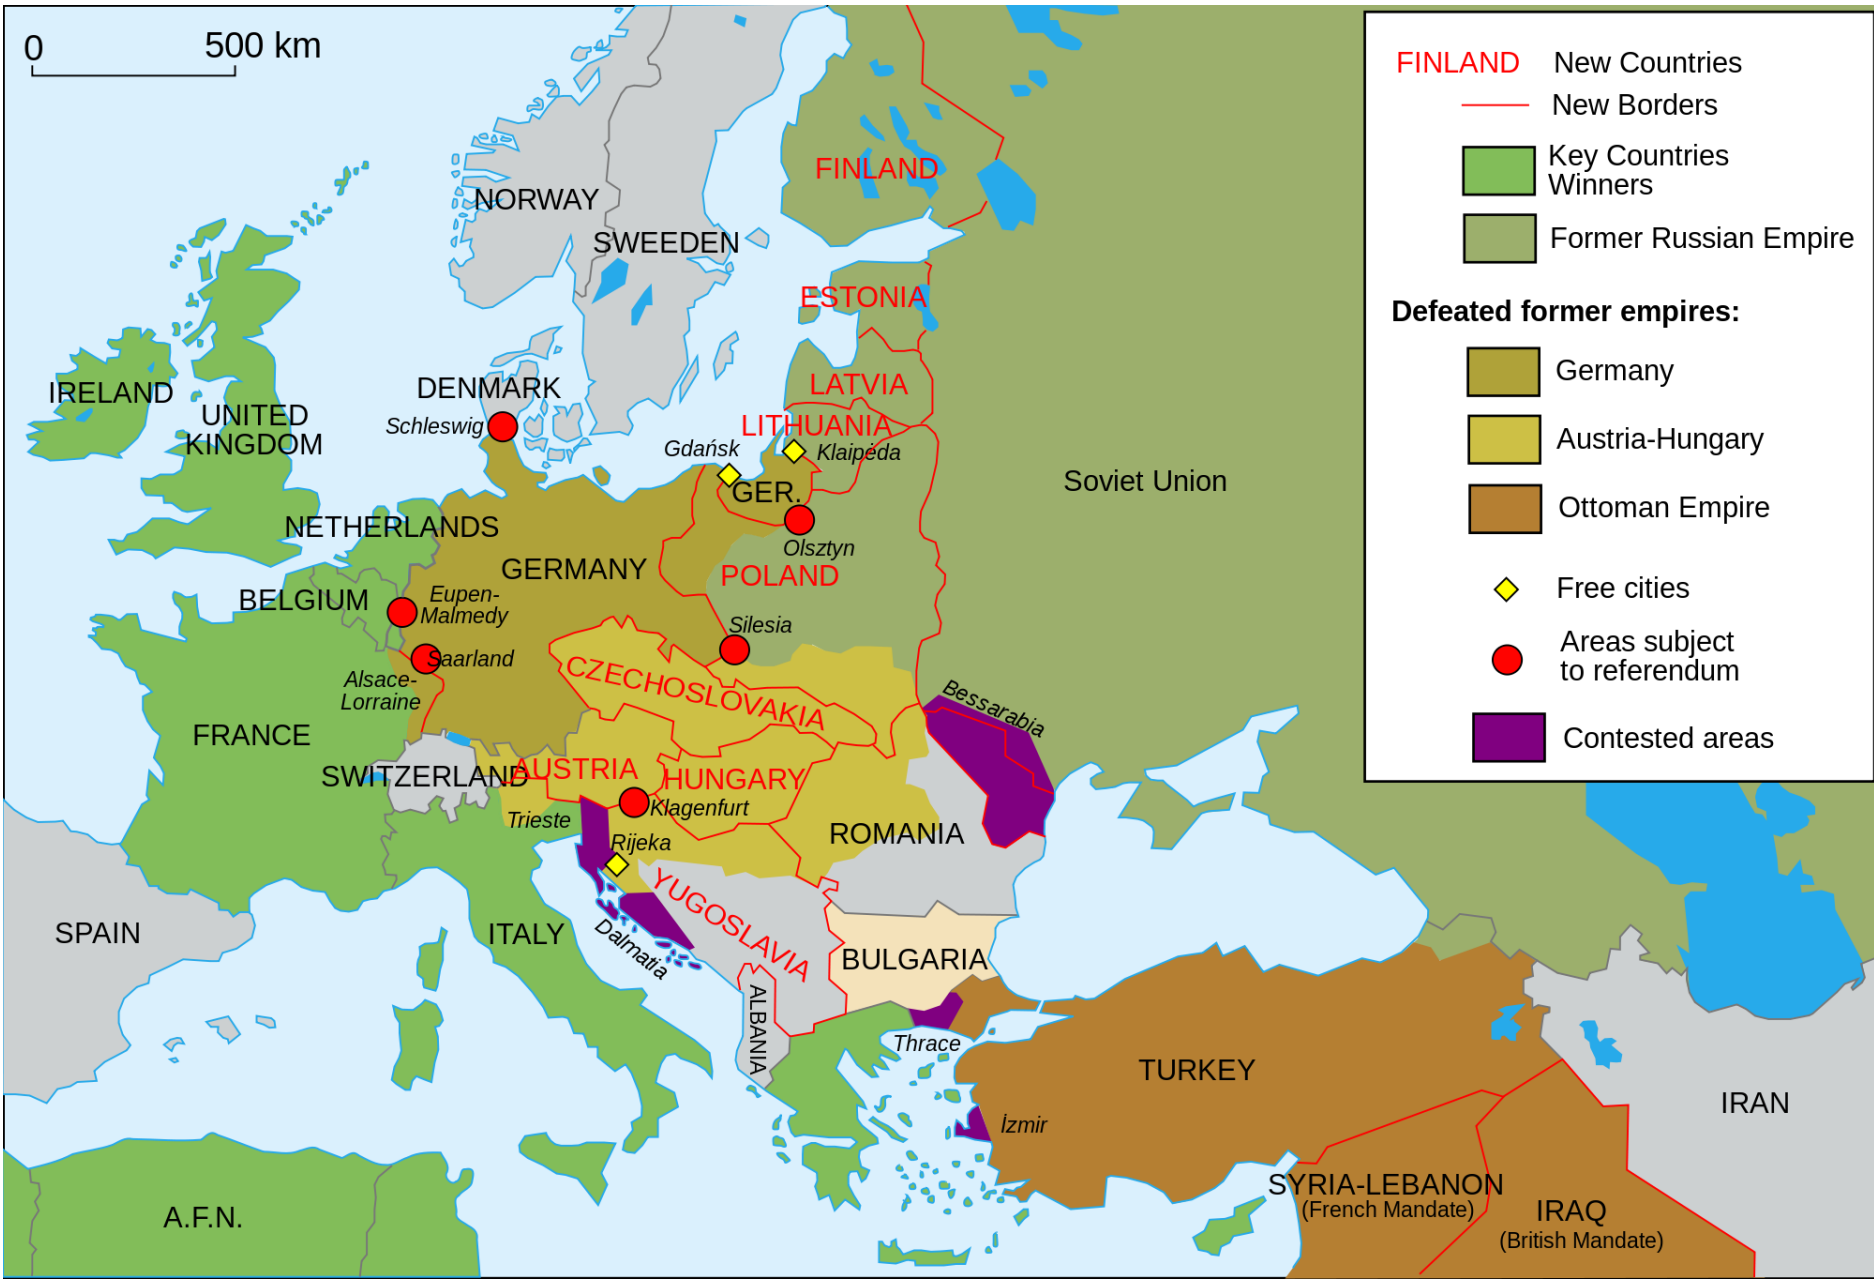 0 500 km
FINLAND New Countries
New Borders
Key Countries
Winners
Former Russian Empire
Defeated former empires:
Germany
Austria-Hungary
Ottoman Empire
Free cities
Areas subject
to referendum
Contested areas
NORWAY
SWEEDEN
FINLAND
ESTONIA
LATVIA
LITHUANIA
Klaipėda
IRELAND
UNITED
KINGDOM
DENMARK
Schleswig
Gdańsk
GER.
Olsztyn
Soviet Union
NETHERLANDS
GERMANY
POLAND
BELGIUM
Eupen-
Malmedy
Silesia
Saarland
Alsace-
Lorraine
CZECHOSLOVAKIA
Bessarabia
FRANCE
SWITZERLAND
AUSTRIA
HUNGARY
Klagenfurt
Trieste
Rijeka
ROMANIA
YUGOSLAVIA
SPAIN
ITALY
Dalmatia
BULGARIA
ALBANIA
Thrace
TURKEY
İzmir
IRAN
A.F.N.
SYRIA-LEBANON
(French Mandate)
IRAQ
(British Mandate)